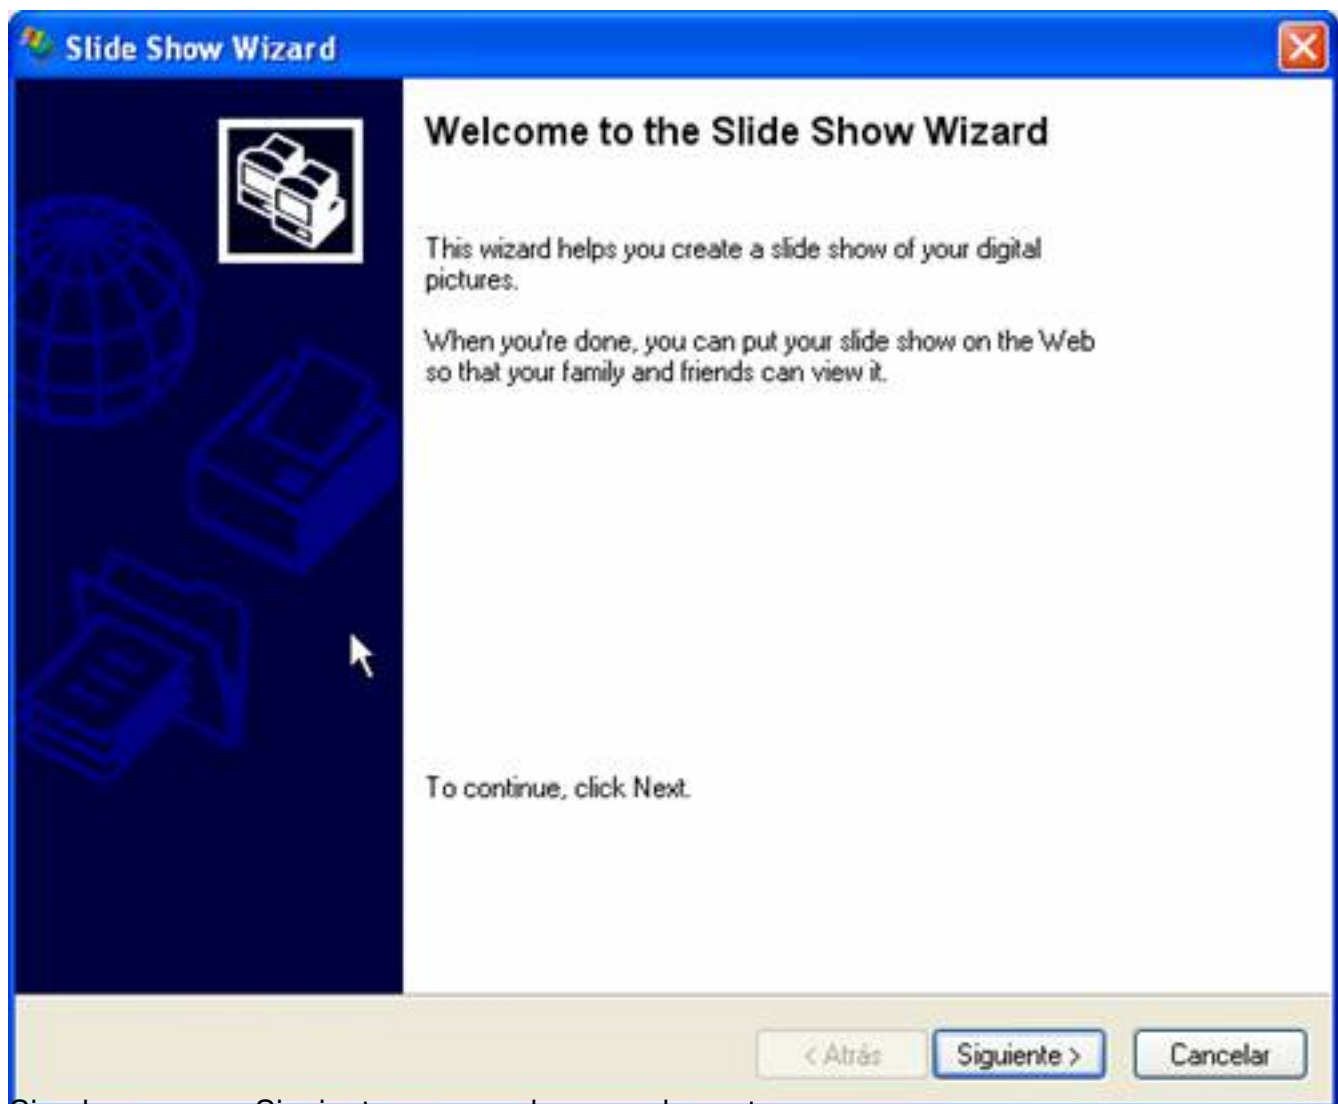 Slide Show Wizard
Welcome to the Slide Show Wizard
This wizard helps you create a slide show of your digital
pictures.
When you're done, you can put your slide show on the Web
so that your family and friends can view it.
To continue, click Next.
< Atrás
Siguiente >
Cancelar